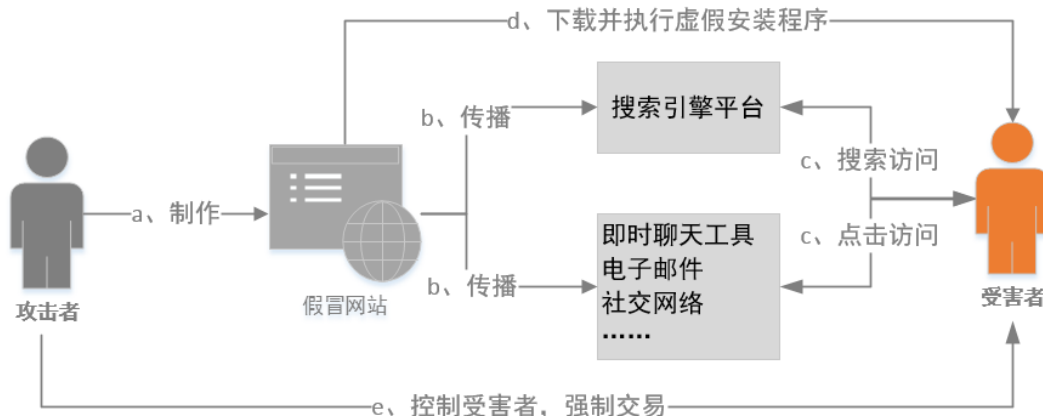 d、下载并执行虚假安装程序
b、传播
搜索引擎平台
c、搜索访问
a、制作
即时聊天工具
电子邮件
社交网络
……
c、点击访问
b、传播
假冒网站
攻击者
受害者
e、控制受害者，强制交易